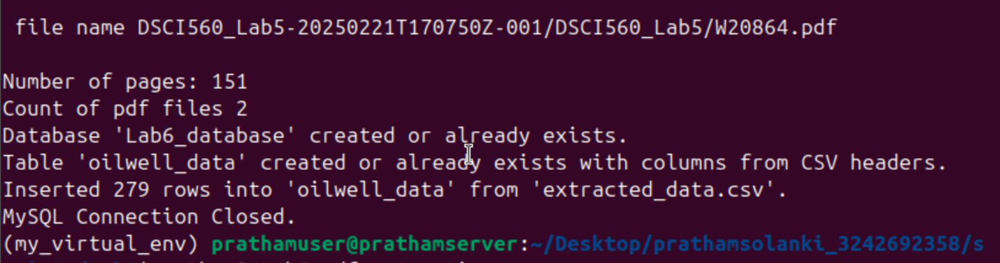 file name DSCI560_Lab5-20250221T170750Z-001/DSCI560_Lab5/W20864.pdf
Number of pages: 151
Count of pdf files 2
Database 'Lab6_database' created or already exists.
Table 'oilwell_data' created or already exists with columns from CSV headers.
Inserted 279 rows into 'oilwell_data' from 'extracted_data.csv'.
MySQL Connection Closed.
(my_virtual_env) prathamuser@prathamserver:~/Desktop/prathamsolanki_3242692358/s